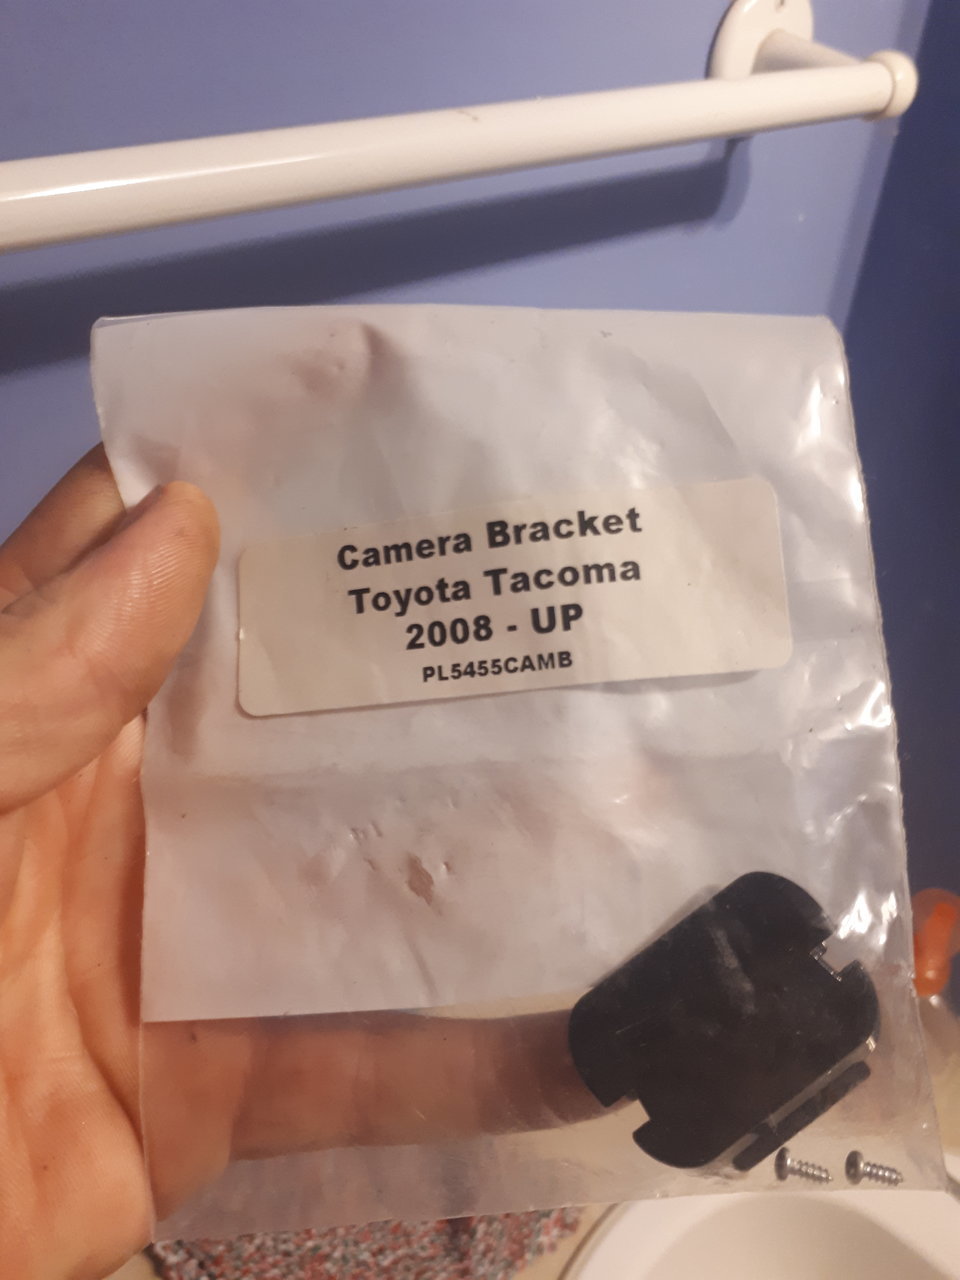 Camera Bracket
Toyota Tacoma
2008 - UP
PL5455CAMB